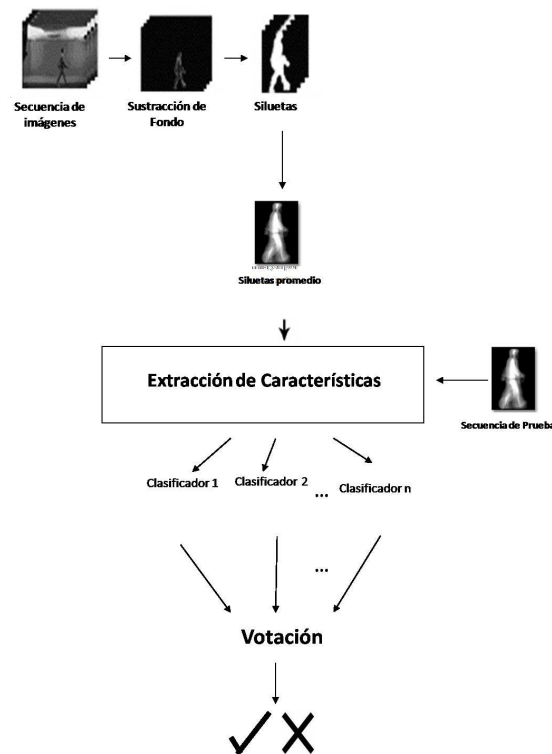 Secuencia de
imágenes
Sustracción de
Fondo
Siluetas
Siluetas promedio
Extracción de Características
Secuencia de Prueba
Clasificador 1
Clasificador 2
...
Clasificador n
...
Votación